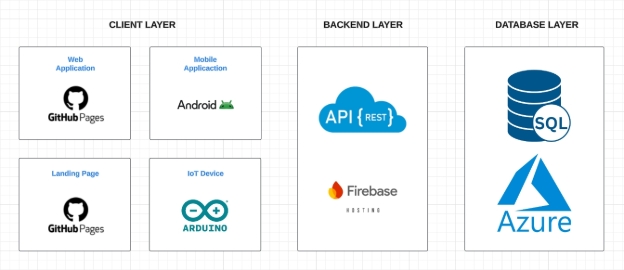 CLIENT LAYER
BACKEND LAYER
DATABASE LAYER
Web
Application
GitHub Pages
Mobile
Applicaction
Android
Landing Page
GitHub Pages
IoT Device
ARDUINO
API { REST }
Firebase
HOSTING
SQL
Azure